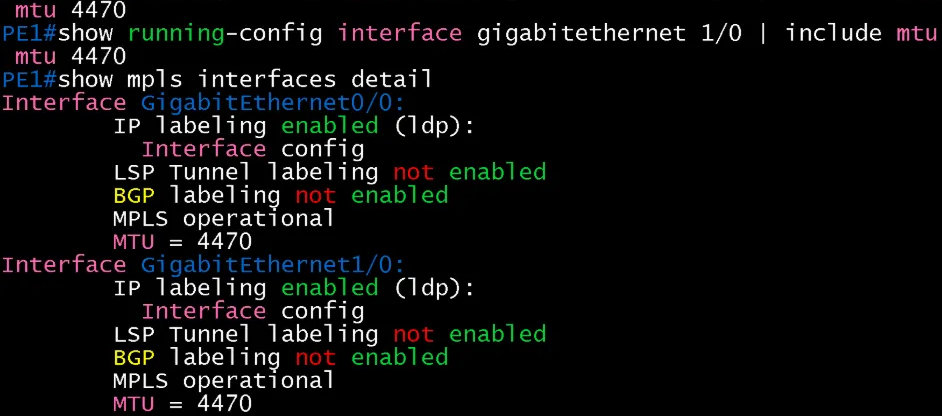 mtu 4470
PE1#show running-config interface gigabitethernet 1/0 | include mtu
mtu 4470
PE1#show mpls interfaces detail
Interface GigabitEthernet0/0:
IP labeling enabled (ldp):
Interface config
LSP Tunnel labeling not enabled
BGP labeling not enabled
MPLS operational
MTU = 4470
Interface GigabitEthernet1/0:
IP labeling enabled (ldp):
Interface config
LSP Tunnel labeling not enabled
BGP labeling not enabled
MPLS operational
MTU = 4470